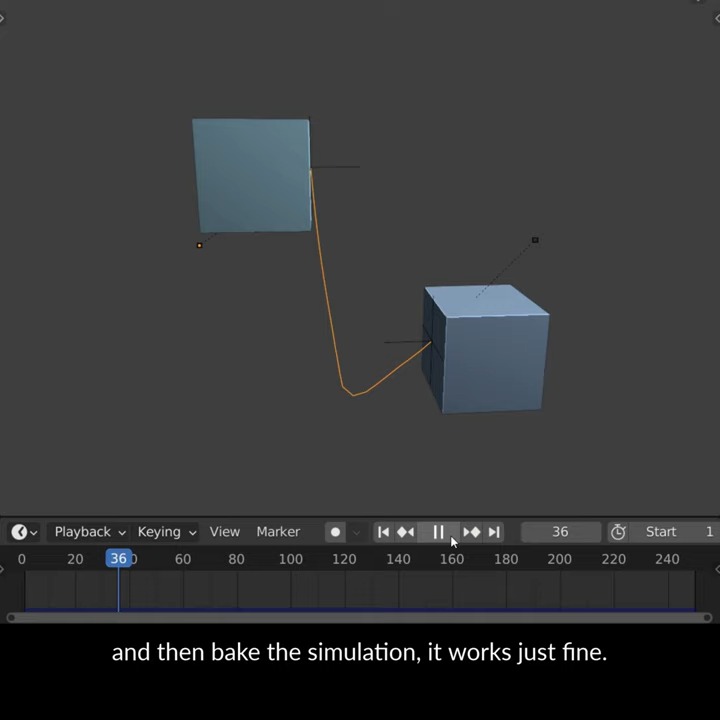 Playback Keying View Marker 36 Start 1
0 20 36 0 60 80 100 120 140 160 180 200 220 240
and then bake the simulation, it works just fine.